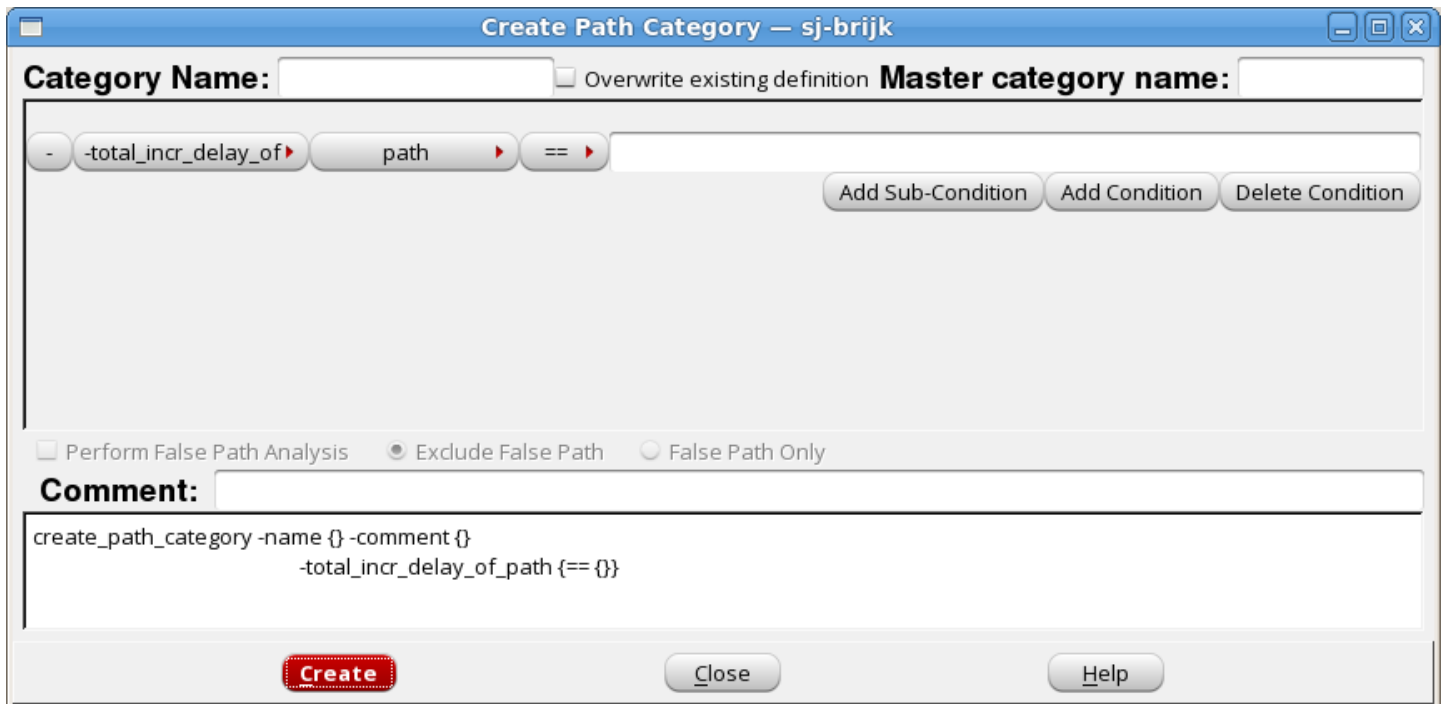 Create Path Category — sj-brijk
Category Name: Overwrite existing definition Master category name:
- -total_incr_delay_of path ==
Add Sub-Condition Add Condition Delete Condition
Perform False Path Analysis Exclude False Path False Path Only
Comment:
create_path_category -name {} -comment {}
-total_incr_delay_of_path {== {}}
Create Close Help